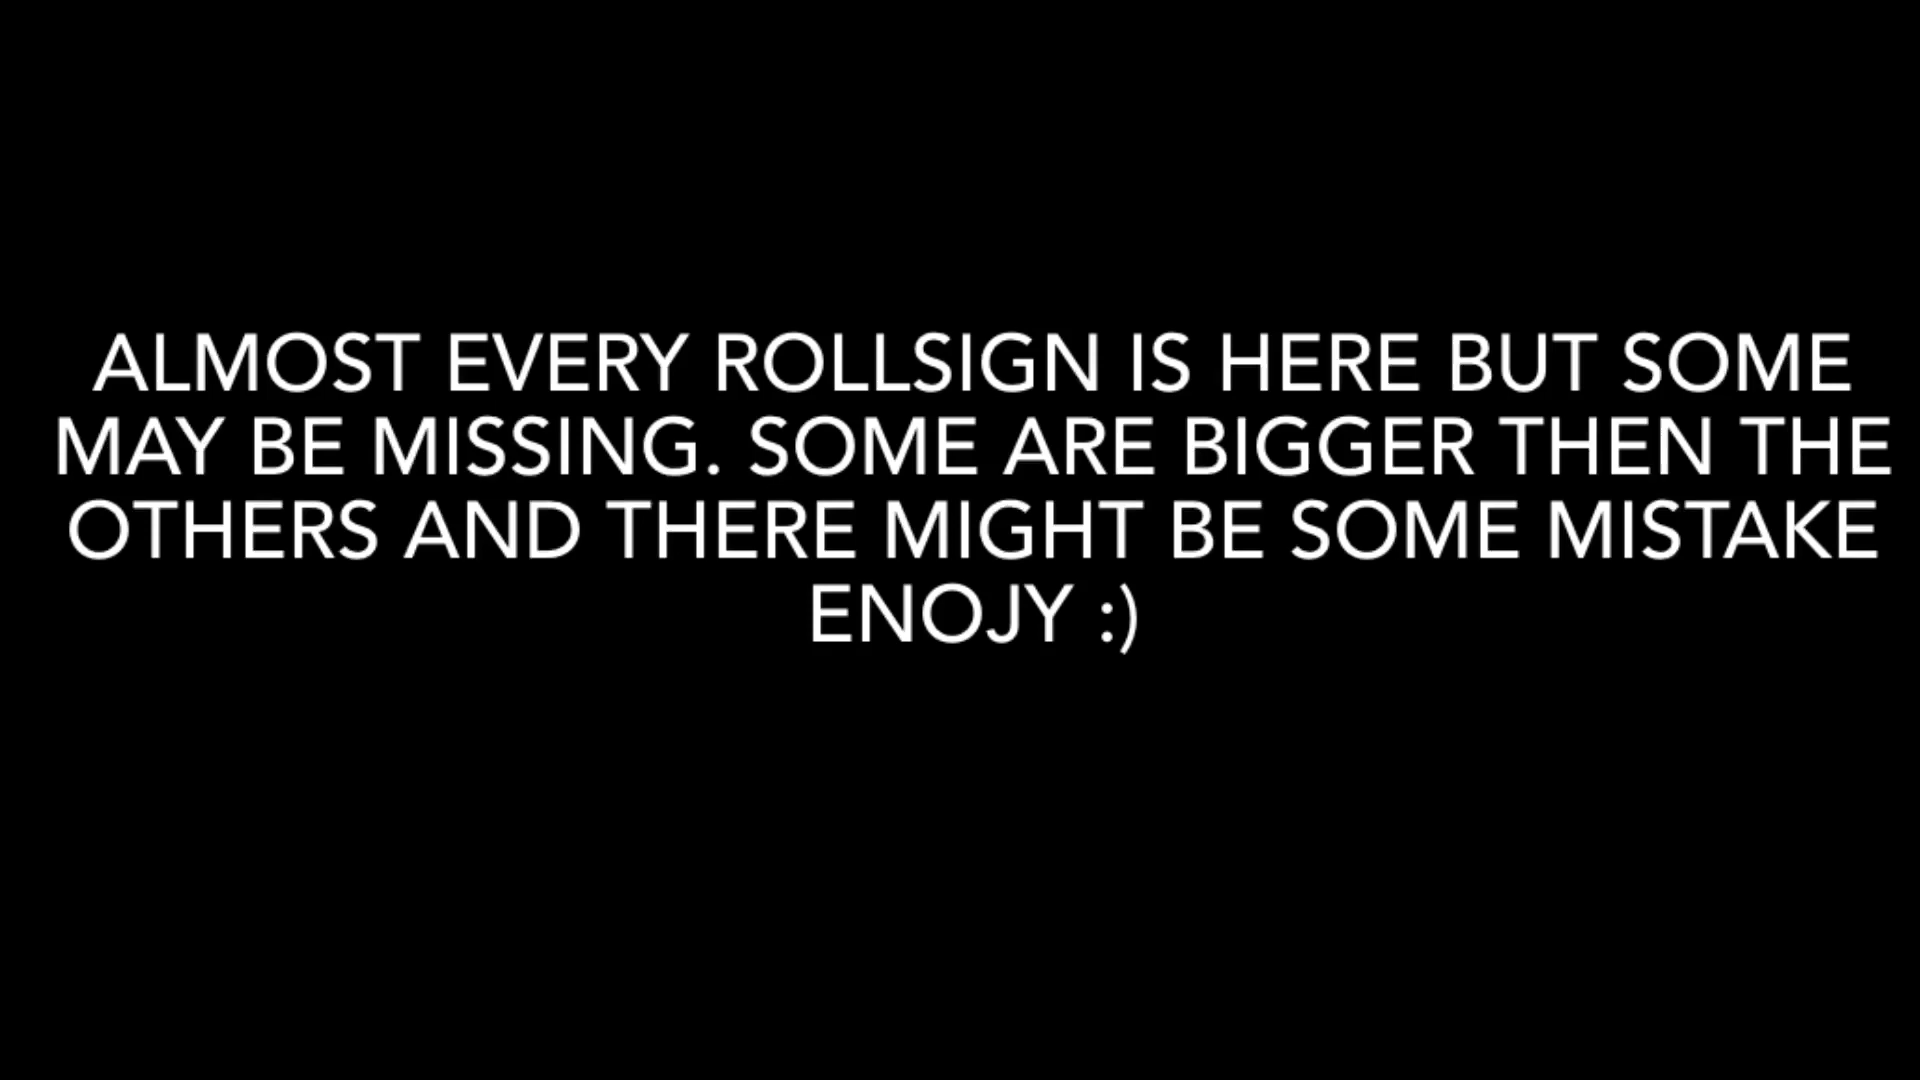 ALMOST EVERY ROLLSIGN IS HERE BUT SOME
MAY BE MISSING. SOME ARE BIGGER THEN THE
OTHERS AND THERE MIGHT BE SOME MISTAKE
ENOJY :)